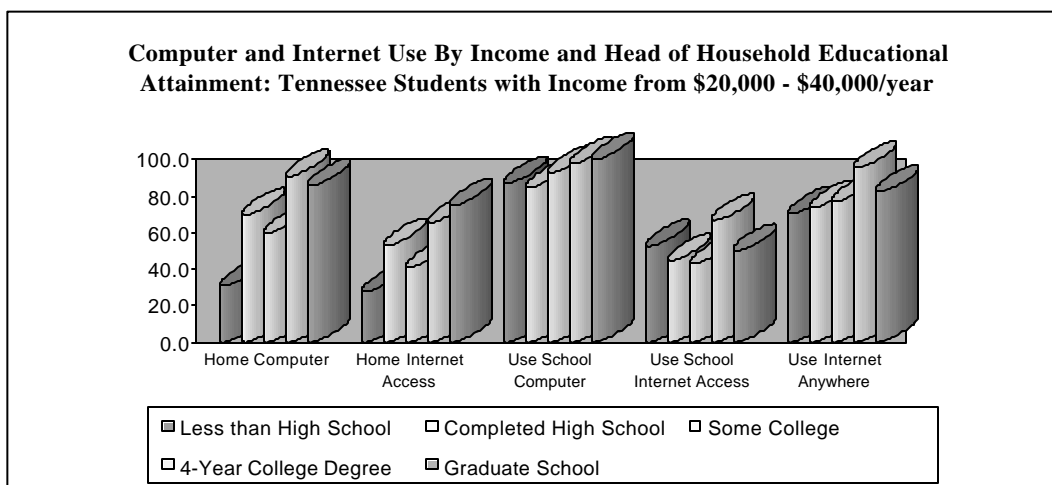 Computer and Internet Use By Income and Head of Household Educational
Attainment: Tennessee Students with Income from $20,000 - $40,000/year
100.0
80.0
60.0
40.0
20.0
0.0
Home Computer
Home Internet
Access
Use School
Computer
Use School
Internet Access
Use Internet
Anywhere
Less than High School
Completed High School
Some College
4-Year College Degree
Graduate School